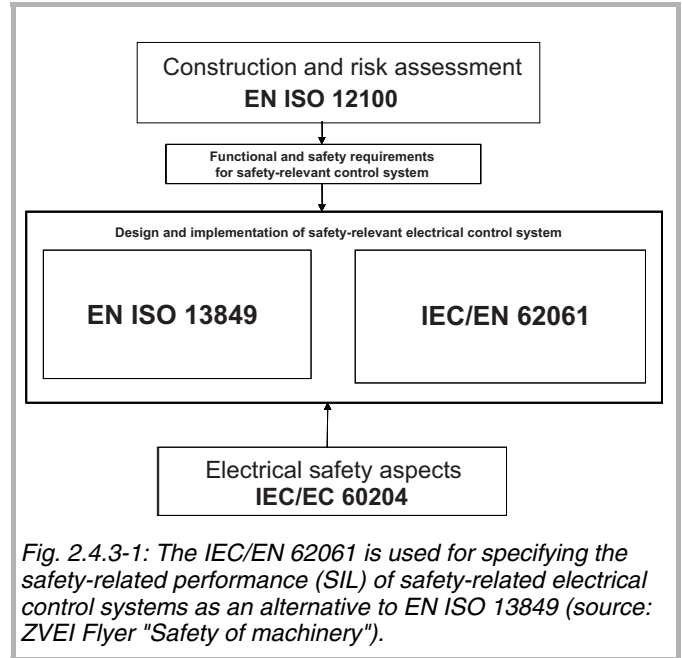 Construction and risk assessment
EN ISO 12100
Functional and safety requirements
for safety-relevant control system
Design and implementation of safety-relevant electrical control system
EN ISO 13849
IEC/EN 62061
Electrical safety aspects
IEC/EC 60204
Fig. 2.4.3-1: The IEC/EN 62061 is used for specifying the
safety-related performance (SIL) of safety-related electrical
control systems as an alternative to EN ISO 13849 (source:
ZVEI Flyer "Safety of machinery").